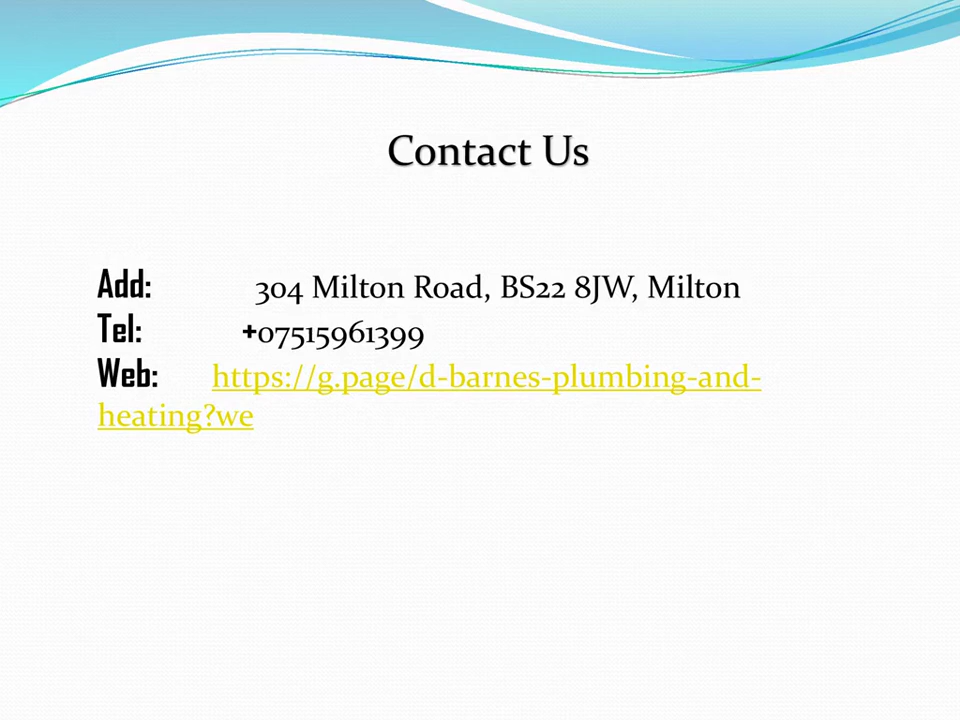 Contact Us
Add: 304 Milton Road, BS22 8JW, Milton
Tel: +07515961399
Web: https://g.page/d-barnes-plumbing-and-
heating?we